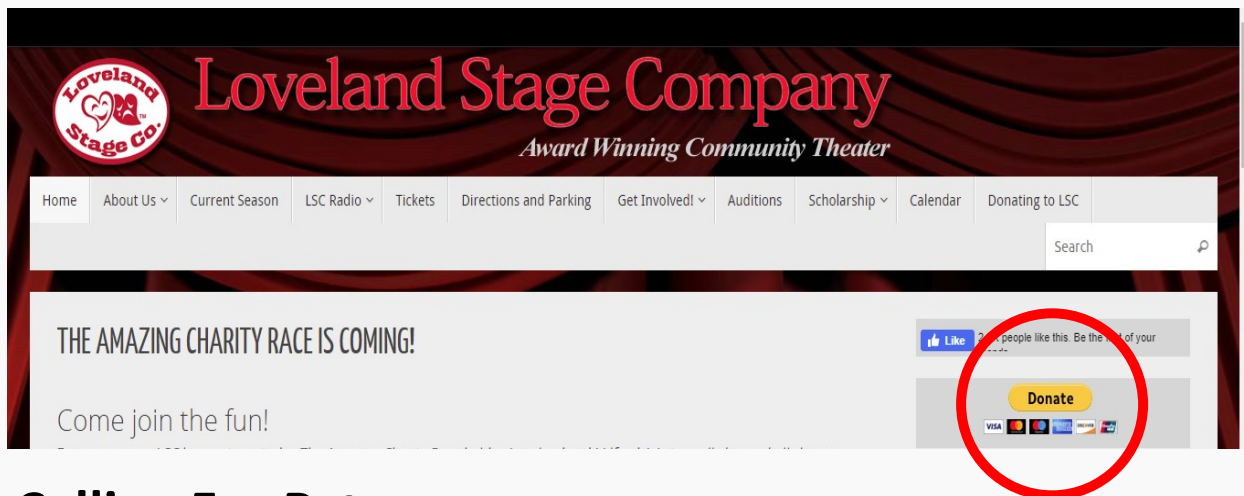 Loveland
Stage Co.
Loveland Stage Company
Award Winning Community Theater
Home About Us Current Season LSC Radio Tickets Directions and Parking Get Involved! Auditions Scholarship Calendar Donating to LSC
Search
THE AMAZING CHARITY RACE IS COMING!
Like people like this. Be the of your
Come join the fun!
Donate
VISA DISCOVER